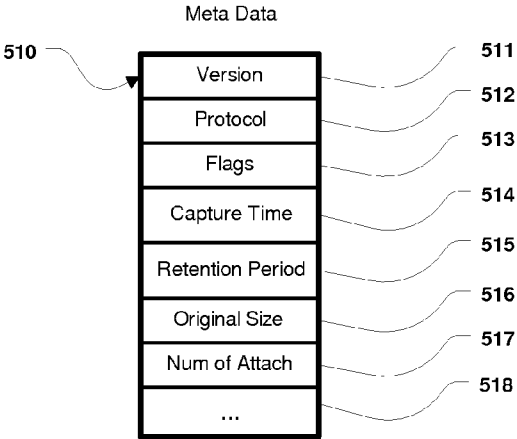 Meta Data
510
Version 511
Protocol 512
Flags 513
Capture Time 514
Retention Period 515
Original Size 516
Num of Attach 517
... 518